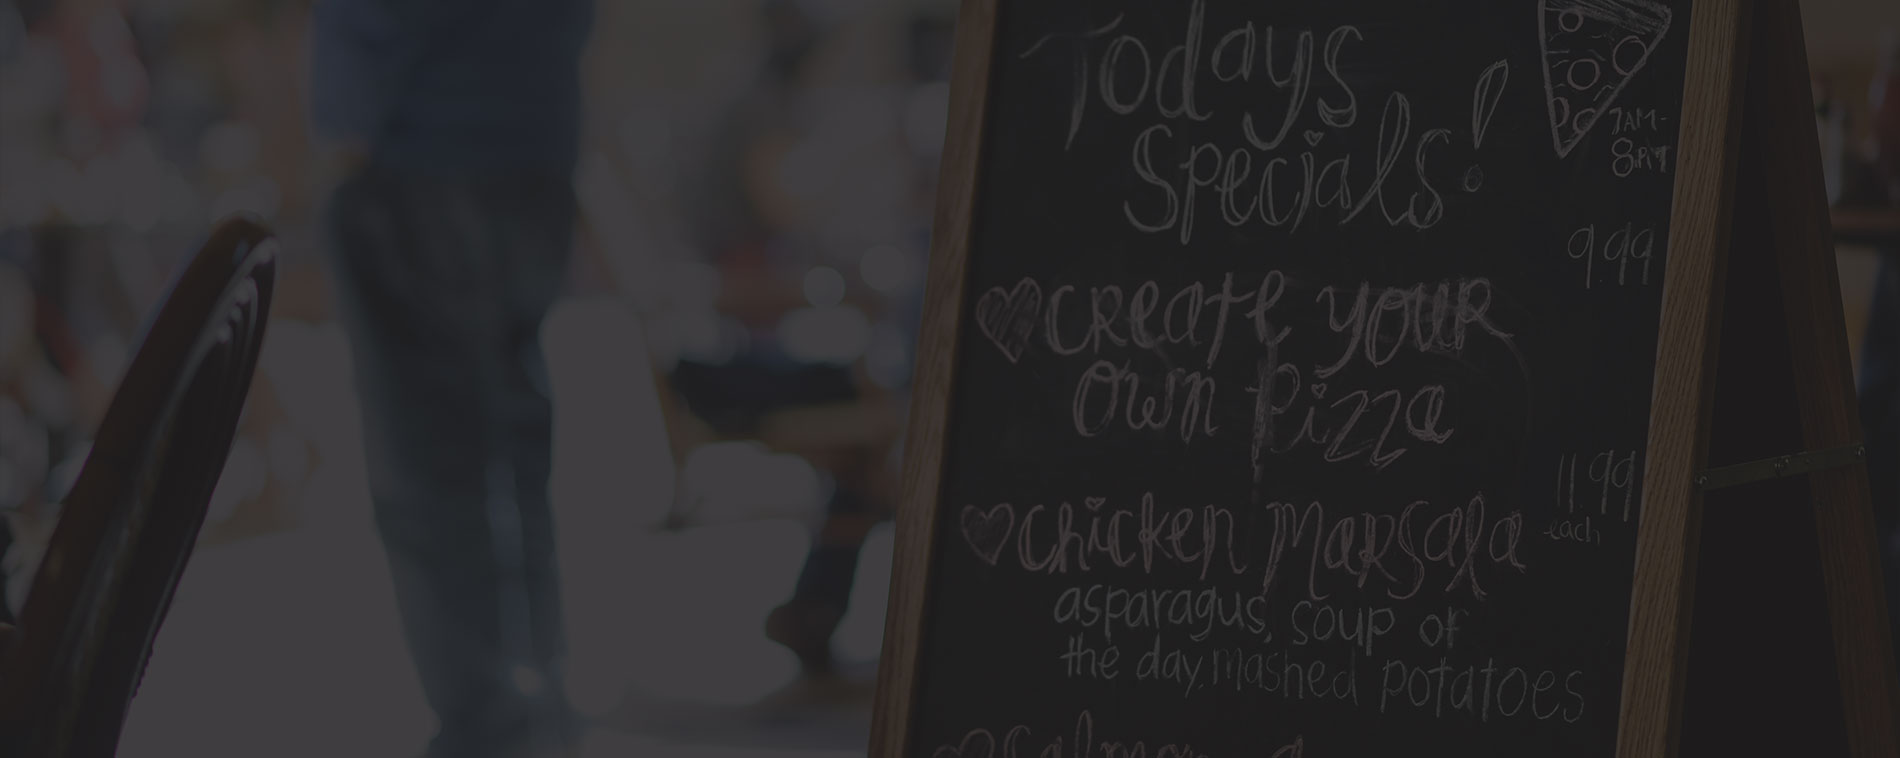 Todays
Specials!
7AM-
8PM
9.99
Create your
own Pizza
11.99
each
Chicken Marsala
asparagus, soup of
the day, mashed potatoes
Salmon